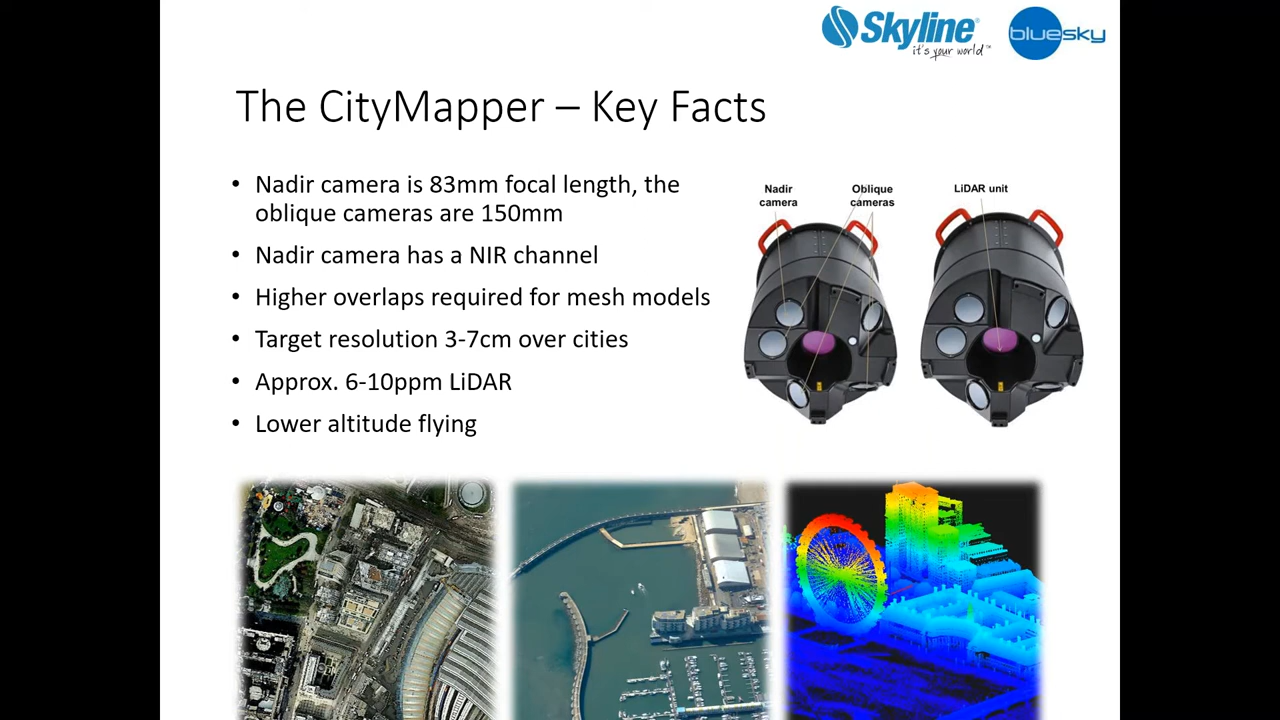 Skyline
it's your world™
bluesky
The CityMapper – Key Facts
• Nadir camera is 83mm focal length, the
oblique cameras are 150mm
• Nadir camera has a NIR channel
• Higher overlaps required for mesh models
• Target resolution 3-7cm over cities
• Approx. 6-10ppm LiDAR
• Lower altitude flying
Nadir
camera
Oblique
cameras
LiDAR unit